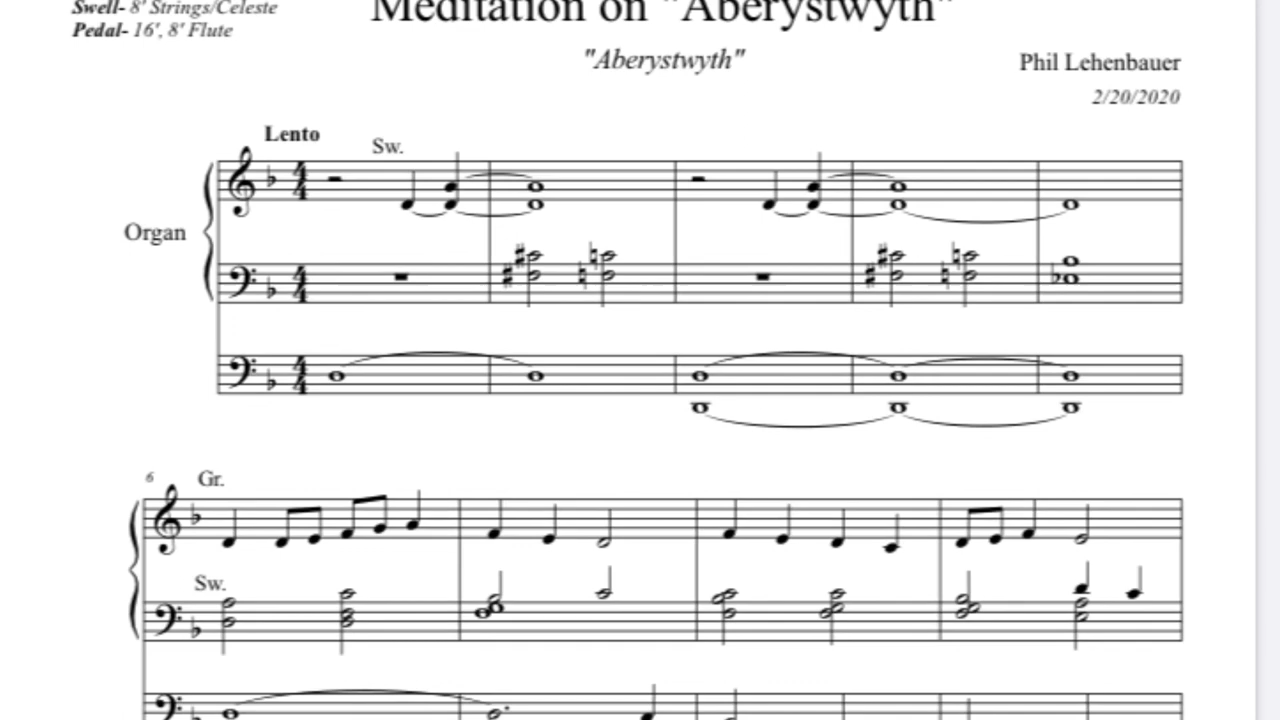 Swell- 8' Strings/Celeste
Pedal- 16', 8' Flute
Meditation on "Aberystwyth"
"Aberystwyth"
Phil Lehenbauer
2/20/2020
Lento
Sw.
Organ
6
Gr.
Sw.